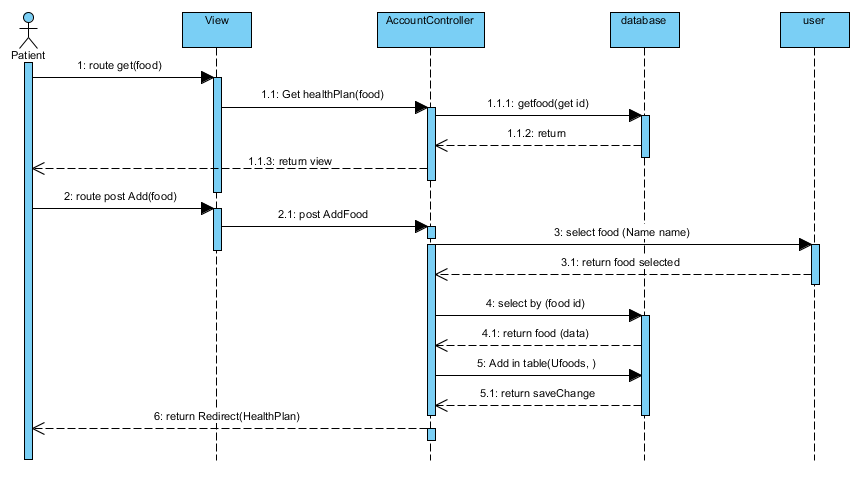 View
AccountController
database
user
Patient
1: route get(food)
1.1: Get healthPlan(food)
1.1.1: getfood(get id)
1.1.2: return
1.1.3: return view
2: route post Add(food)
2.1: post AddFood
3: select food (Name name)
3.1: return food selected
4: select by (food id)
4.1: return food (data)
5: Add in table(Ufoods, )
5.1: return saveChange
6: return Redirect(HealthPlan)